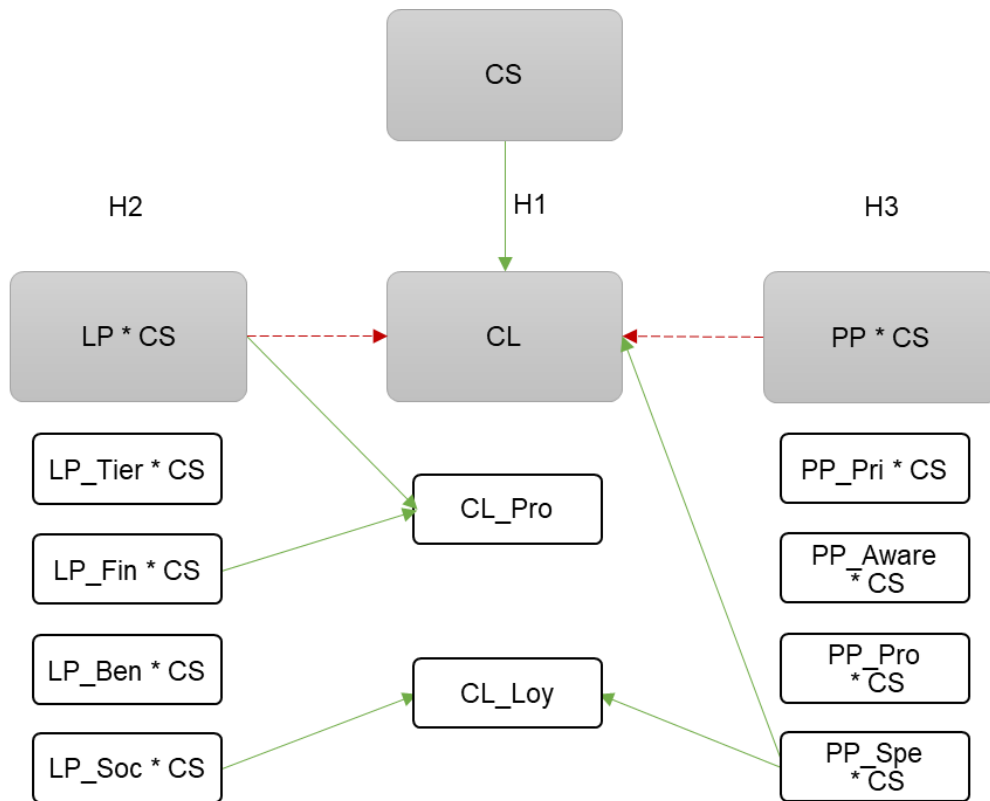 CS
H2
H1
H3
LP * CS
CL
PP * CS
LP_Tier * CS
PP_Pri * CS
CL_Pro
LP_Fin * CS
PP_Aware
* CS
LP_Ben * CS
PP_Pro
* CS
CL_Loy
LP_Soc * CS
PP_Spe
* CS